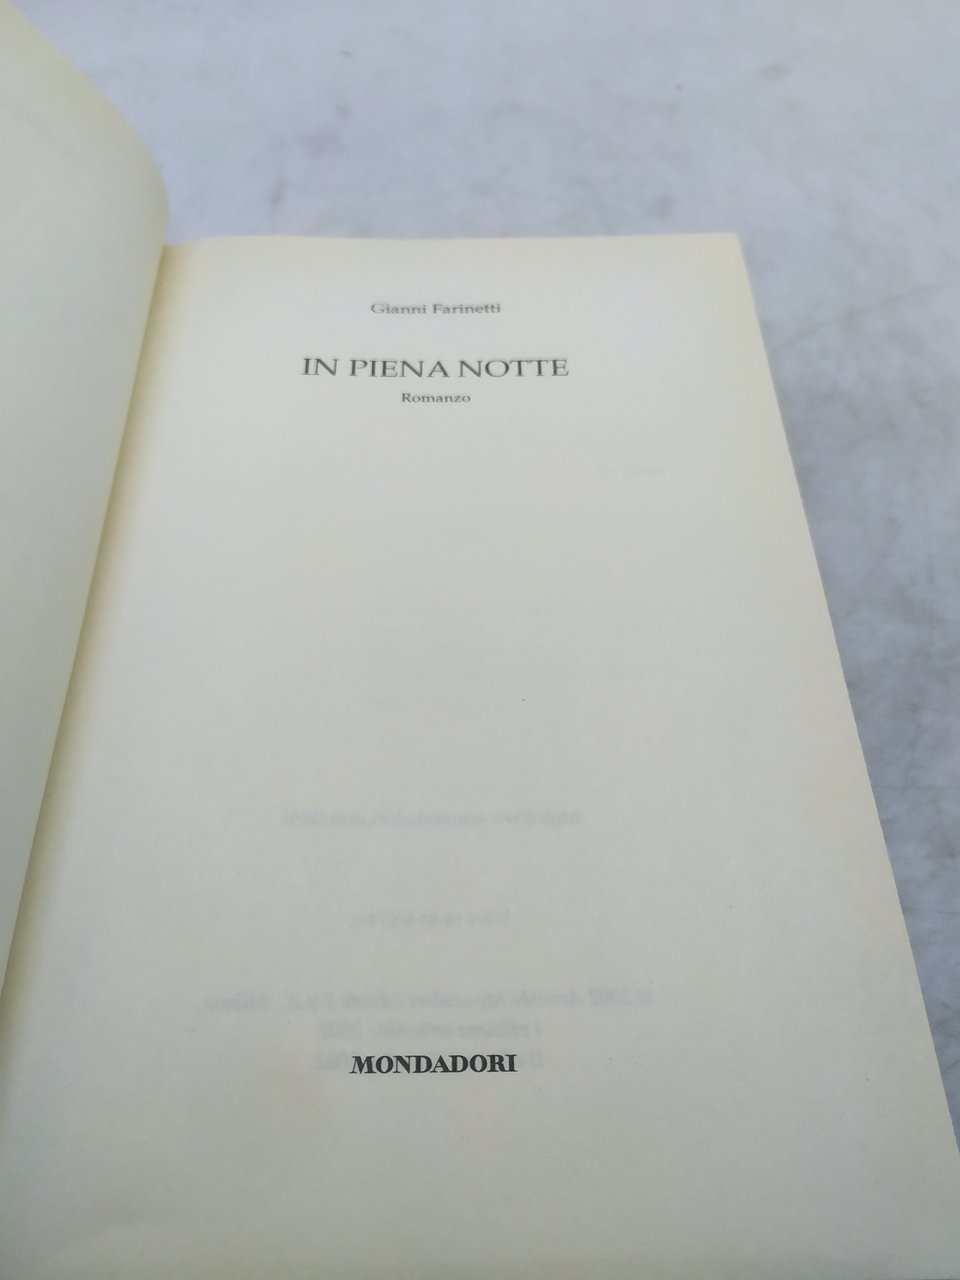 Gianni Farinetti
IN PIENA NOTTE
Romanzo
MONDADORI